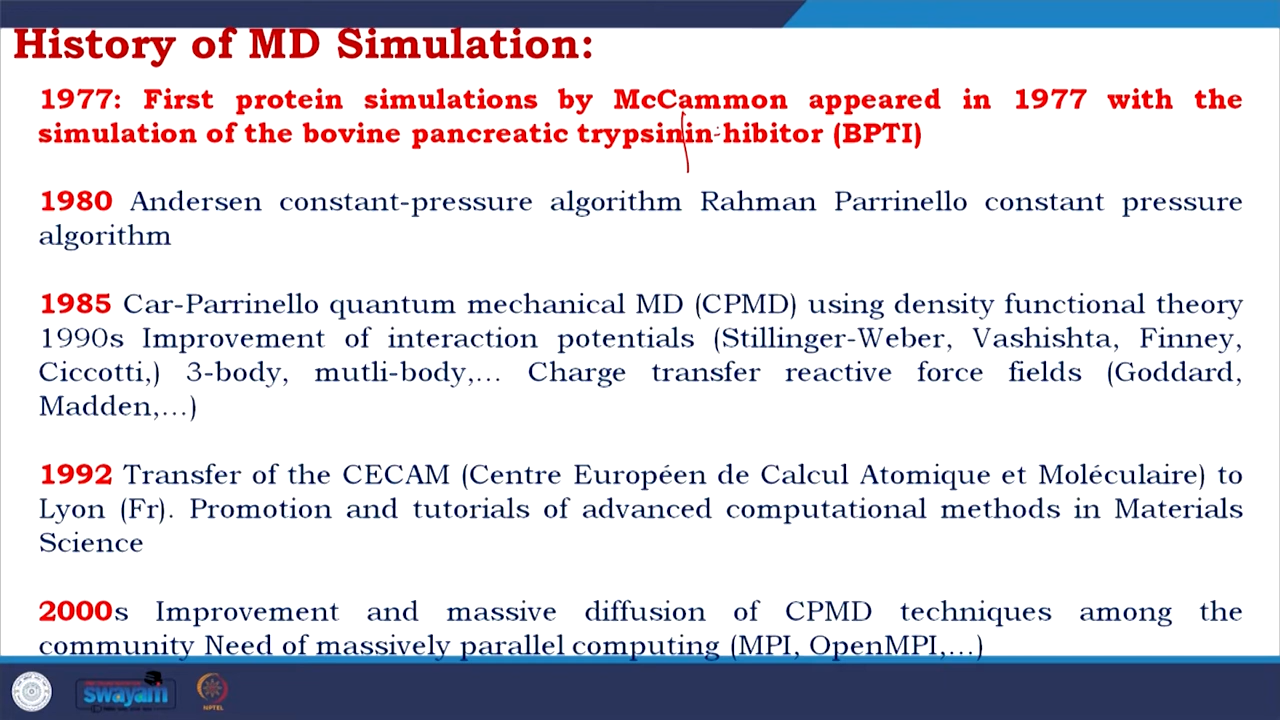 History of MD Simulation:
1977: First protein simulations by McCammon appeared in 1977 with the
simulation of the bovine pancreatic trypsinin-hibitor (BPTI)
1980 Andersen constant-pressure algorithm Rahman Parrinello constant pressure
algorithm
1985 Car-Parrinello quantum mechanical MD (CPMD) using density functional theory
1990s Improvement of interaction potentials (Stillinger-Weber, Vashishta, Finney,
Ciccotti,) 3-body, mutli-body,... Charge transfer reactive force fields (Goddard,
Madden,...)
1992 Transfer of the CECAM (Centre Européen de Calcul Atomique et Moléculaire) to
Lyon (Fr). Promotion and tutorials of advanced computational methods in Materials
Science
2000s Improvement and massive diffusion of CPMD techniques among the
community Need of massively parallel computing (MPI, OpenMPI,...)
swayam
NPTEL